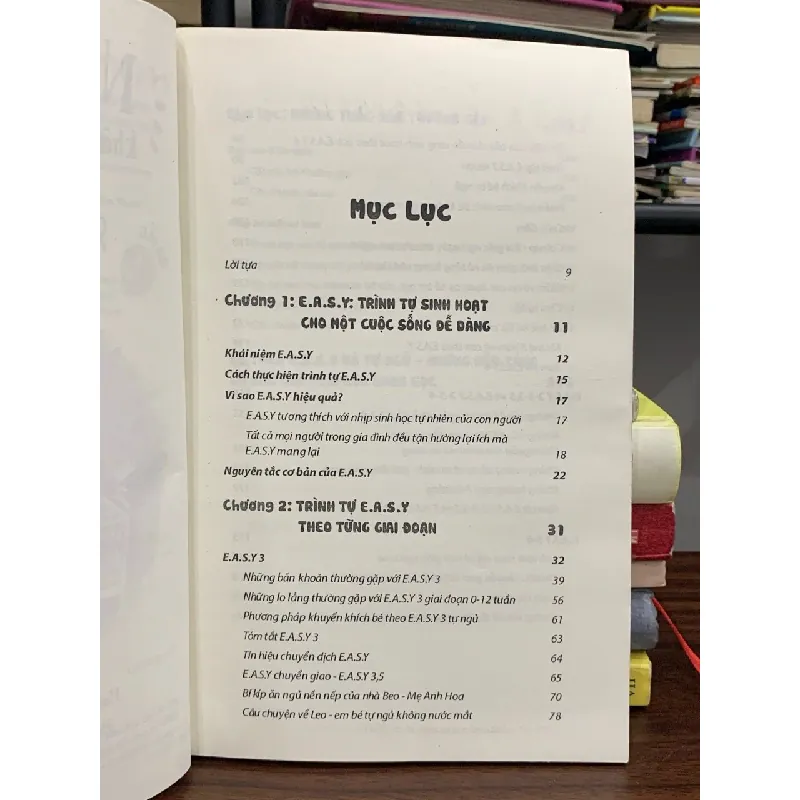 Mục Lục
Lời tựa 9
Chương 1: E.A.S.Y: TRÌNH TỰ SINH HOẠT
CHO MỘT CUỘC SỐNG DỄ DÀNG 11
Khái niệm E.A.S.Y 12
Cách thực hiện trình tự E.A.S.Y 15
Vì sao E.A.S.Y hiệu quả? 17
E.A.S.Y tương thích với nhịp sinh học tự nhiên của con người 17
Tất cả mọi người trong gia đình đều tận hưởng lợi ích mà
E.A.S.Y mang lại 18
Nguyên tắc cơ bản của E.A.S.Y 22
Chương 2: TRÌNH TỰ E.A.S.Y
THEO TỪNG GIAI ĐOẠN 31
E.A.S.Y 3 32
Những băn khoăn thường gặp với E.A.S.Y 3 39
Những lo lắng thường gặp với E.A.S.Y 3 giai đoạn 0-12 tuần 56
Phương pháp khuyến khích bé theo E.A.S.Y 3 tự ngủ 61
Tóm tắt E.A.S.Y 3 63
Tín hiệu chuyển dịch E.A.S.Y 64
E.A.S.Y chuyển giao - E.A.S.Y 3,5 65
Bí kíp ăn ngủ nền nếp của nhà Beo - Mẹ Anh Hoa 70
Câu chuyện về Leo - em bé tự ngủ không nước mắt 78
VII